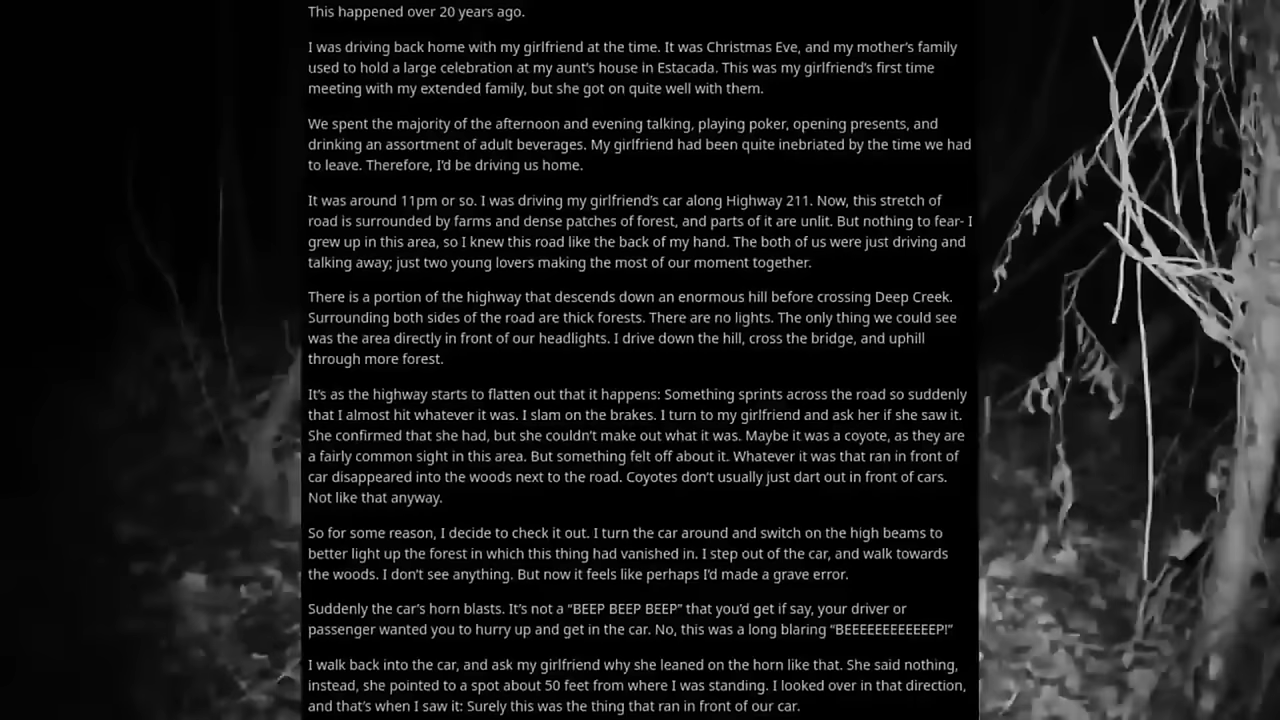 This happened over 20 years ago.
I was driving back home with my girlfriend at the time. It was Christmas Eve, and my mother's family
used to hold a large celebration at my aunt's house in Estacada. This was my girlfriend's first time
meeting with my extended family, but she got on quite well with them.
We spent the majority of the afternoon and evening talking, playing poker, opening presents, and
drinking an assortment of adult beverages. My girlfriend had been quite inebriated by the time we had
to leave. Therefore, I'd be driving us home.
It was around 11pm or so. I was driving my girlfriend's car along Highway 211. Now, this stretch of
road is surrounded by farms and dense patches of forest, and parts of it are unlit. But nothing to fear- I
grew up in this area, so I knew this road like the back of my hand. The both of us were just driving and
talking away; just two young lovers making the most of our moment together.
There is a portion of the highway that descends down an enormous hill before crossing Deep Creek.
Surrounding both sides of the road are thick forests. There are no lights. The only thing we could see
was the area directly in front of our headlights. I drive down the hill, cross the bridge, and uphill
through more forest.
It's as the highway starts to flatten out that it happens: Something sprints across the road so suddenly
that I almost hit whatever it was. I slam on the brakes. I turn to my girlfriend and ask her if she saw it.
She confirmed that she had, but she couldn't make out what it was. Maybe it was a coyote, as they are
a fairly common sight in this area. But something felt off about it. Whatever it was that ran in front of
car disappeared into the woods next to the road. Coyotes don't usually just dart out in front of cars.
Not like that anyway.
So for some reason, I decide to check it out. I turn the car around and switch on the high beams to
better light up the forest in which this thing had vanished in. I step out of the car, and walk towards
the woods. I don't see anything. But now it feels like perhaps I'd made a grave error.
Suddenly the car's horn blasts. It's not a “BEEP BEEP BEEP” that you'd get if say, your driver or
passenger wanted you to hurry up and get in the car. No, this was a long blaring “BEEEEEEEEEEEEP!”
I walk back into the car, and ask my girlfriend why she leaned on the horn like that. She said nothing,
instead, she pointed to a spot about 50 feet from where I was standing. I looked over in that direction,
and that's when I saw it: Surely this was the thing that ran in front of our car.